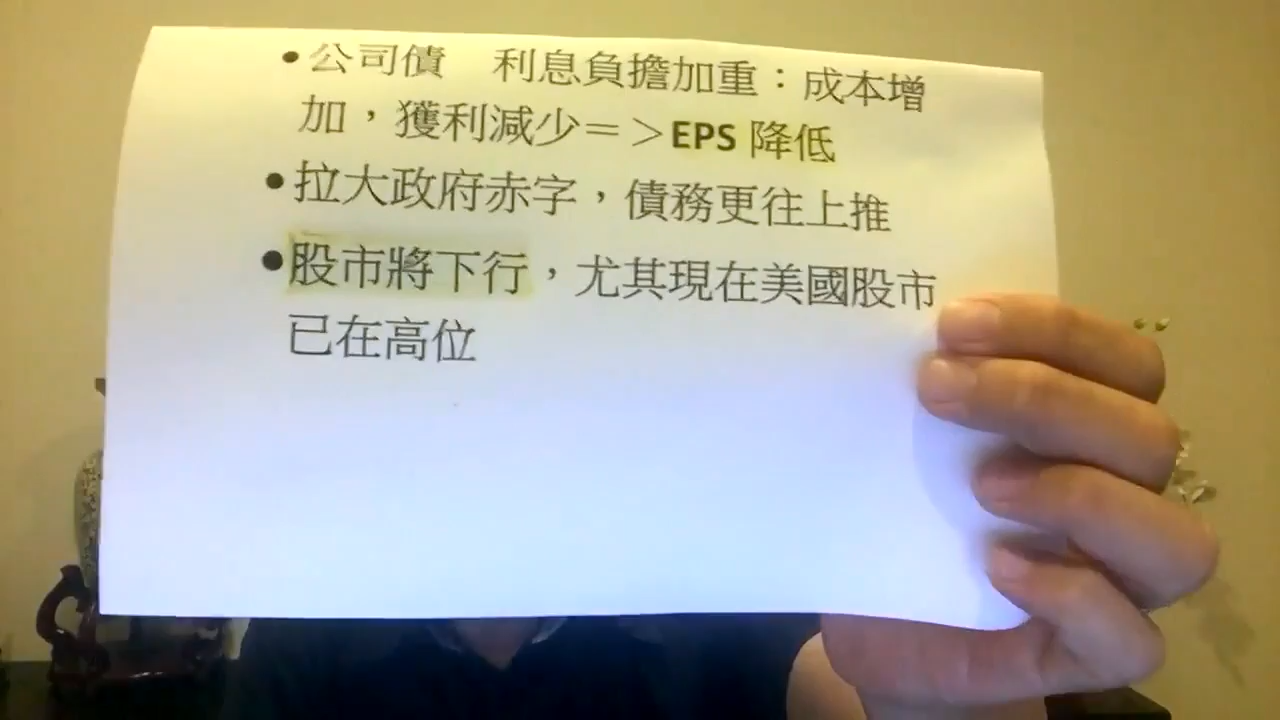 •公司債　利息負擔加重：成本增
加，獲利減少＝＞EPS 降低
•拉大政府赤字，債務更往上推
•股市將下行，尤其現在美國股市
已在高位